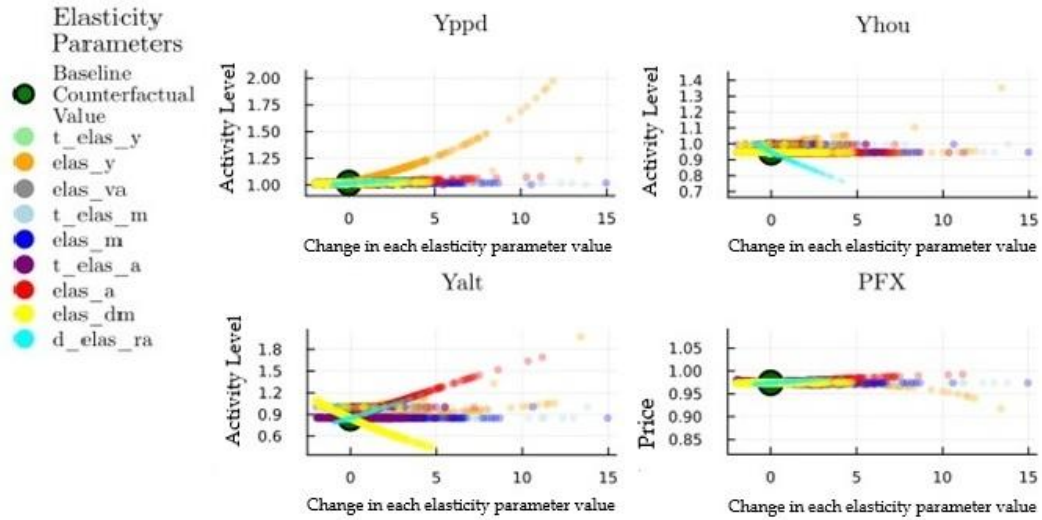 Elasticity
Parameters
Baseline
Counterfactual
Value
t_elas_y
elas_y
elas_va
t_elas_m
elas_m
t_elas_a
elas_a
elas_dm
d_elas_ra
Yppd
Activity Level
2.00
1.75
1.50
1.25
1.00
0
5
10
15
Change in each elasticity parameter value
Yhou
Activity Level
1.4
1.3
1.2
1.1
1.0
0.9
0.8
0.7
0
5
10
15
Change in each elasticity parameter value
Yalt
Activity Level
1.8
1.5
1.2
0.9
0.6
0
5
10
15
Change in each elasticity parameter value
PFX
Price
1.05
1.00
0.95
0.90
0.85
0
5
10
15
Change in each elasticity parameter value